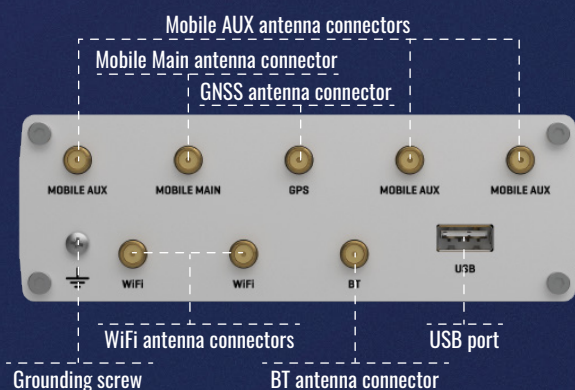 Mobile AUX antenna connectors
Mobile Main antenna connector
GNSS antenna connector
MOBILE AUX MOBILE MAIN GPS MOBILE AUX MOBILE AUX
WiFi WiFi BT USB
WiFi antenna connectors USB port
Grounding screw BT antenna connector